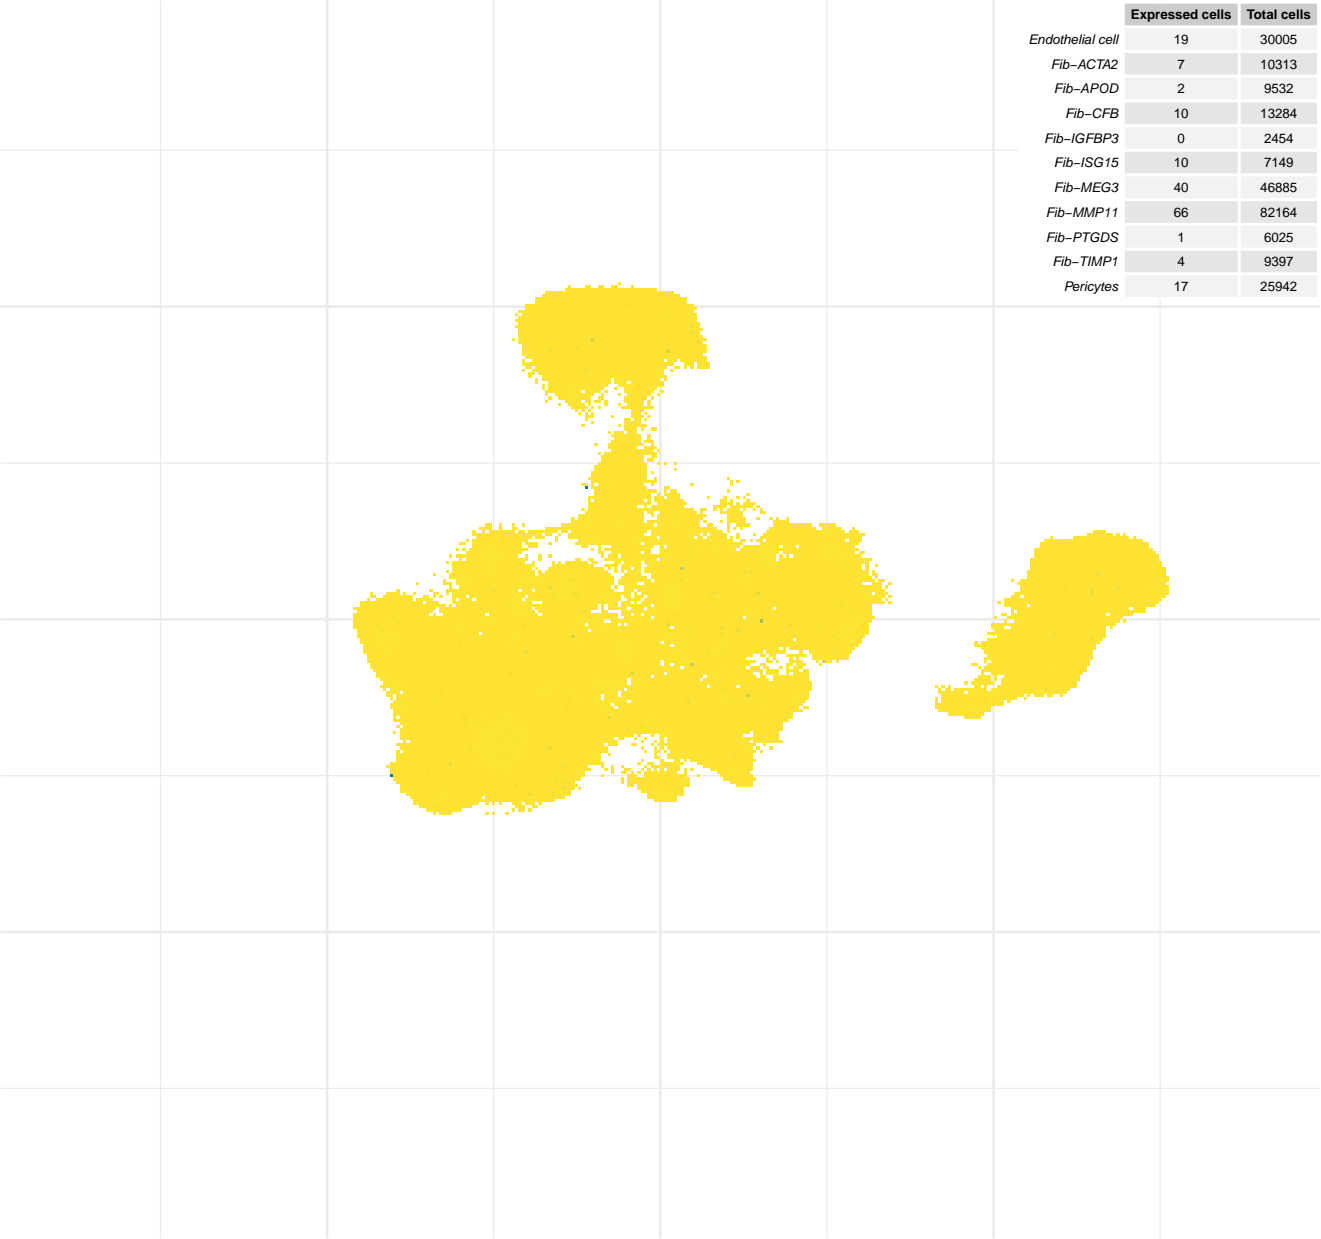 Expressed cells Total cells
Endothelial cell 19 30005
Fib−ACTA2 7 10313
Fib−APOD 2 9532
Fib−CFB 10 13284
Fib−IGFBP3 0 2454
Fib−ISG15 10 7149
Fib−MEG3 40 46885
Fib−MMP11 66 82164
Fib−PTGDS 1 6025
Fib−TIMP1 4 9397
Pericytes 17 25942